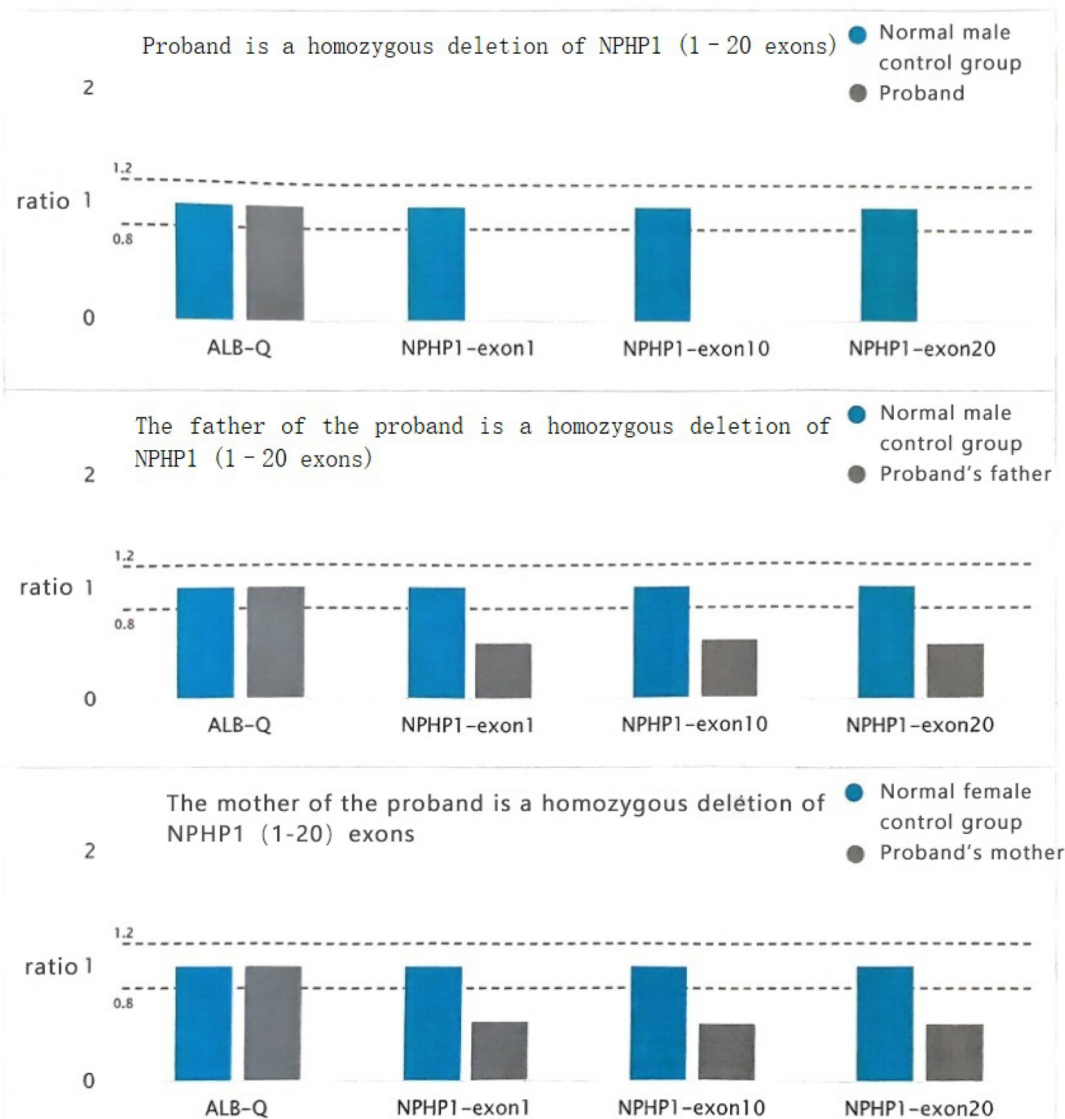 Proband is a homozygous deletion of NPHP1 (1–20 exons)
Normal male
control group
Proband
2
1.2
ratio 1
0.8
0
ALB-Q
NPHP1-exon1
NPHP1-exon10
NPHP1-exon20
The father of the proband is a homozygous deletion of
NPHP1 (1–20 exons)
Normal male
control group
Proband's father
2
1.2
ratio 1
0.8
0
ALB-Q
NPHP1-exon1
NPHP1-exon10
NPHP1-exon20
The mother of the proband is a homozygous delétion of
NPHP1 (1-20) exons
Normal female
control group
Proband's mother
2
1.2
ratio 1
0.8
0
ALB-Q
NPHP1-exon1
NPHP1-exon10
NPHP1-exon20